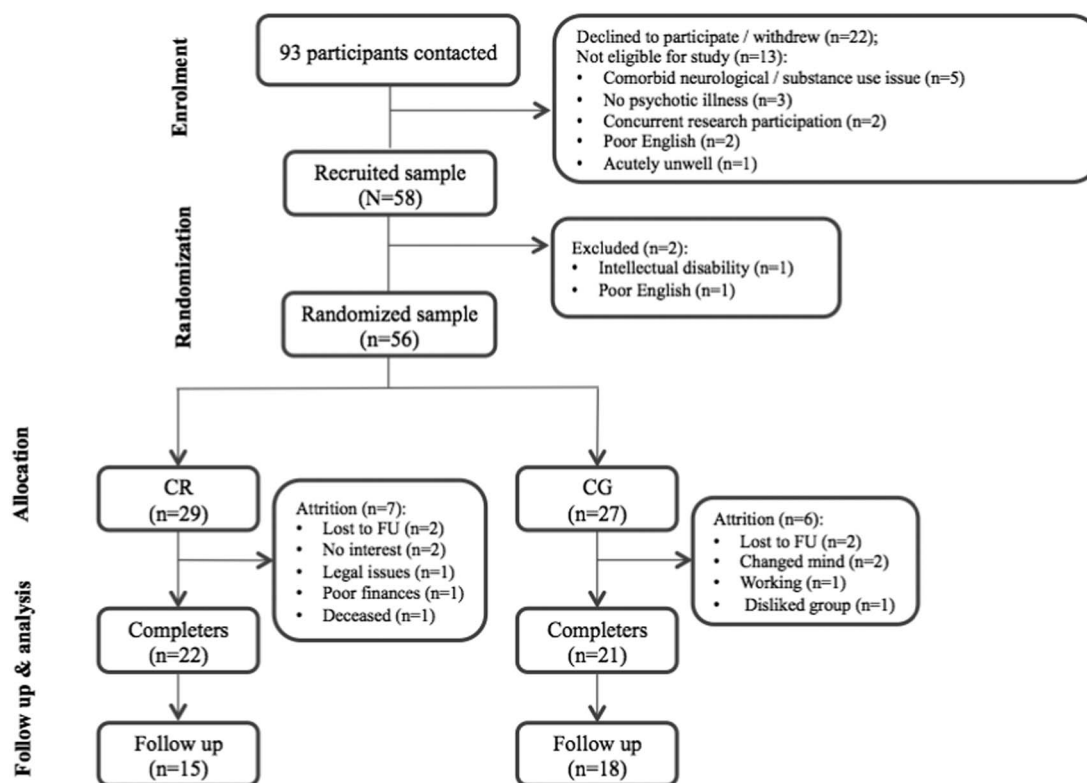 Enrolment
93 participants contacted
Declined to participate / withdrew (n=22);
Not eligible for study (n=13):
• Comorbid neurological / substance use issue (n=5)
• No psychotic illness (n=3)
• Concurrent research participation (n=2)
• Poor English (n=2)
• Acutely unwell (n=1)
Recruited sample
(N=58)
Randomization
Excluded (n=2):
• Intellectual disability (n=1)
• Poor English (n=1)
Randomized sample
(n=56)
Allocation
CR
(n=29)
Attrition (n=7):
• Lost to FU (n=2)
• No interest (n=2)
• Legal issues (n=1)
• Poor finances (n=1)
• Deceased (n=1)
CG
(n=27)
Attrition (n=6):
• Lost to FU (n=2)
• Changed mind (n=2)
• Working (n=1)
• Disliked group (n=1)
Follow up & analysis
Completers
(n=22)
Completers
(n=21)
Follow up
(n=15)
Follow up
(n=18)